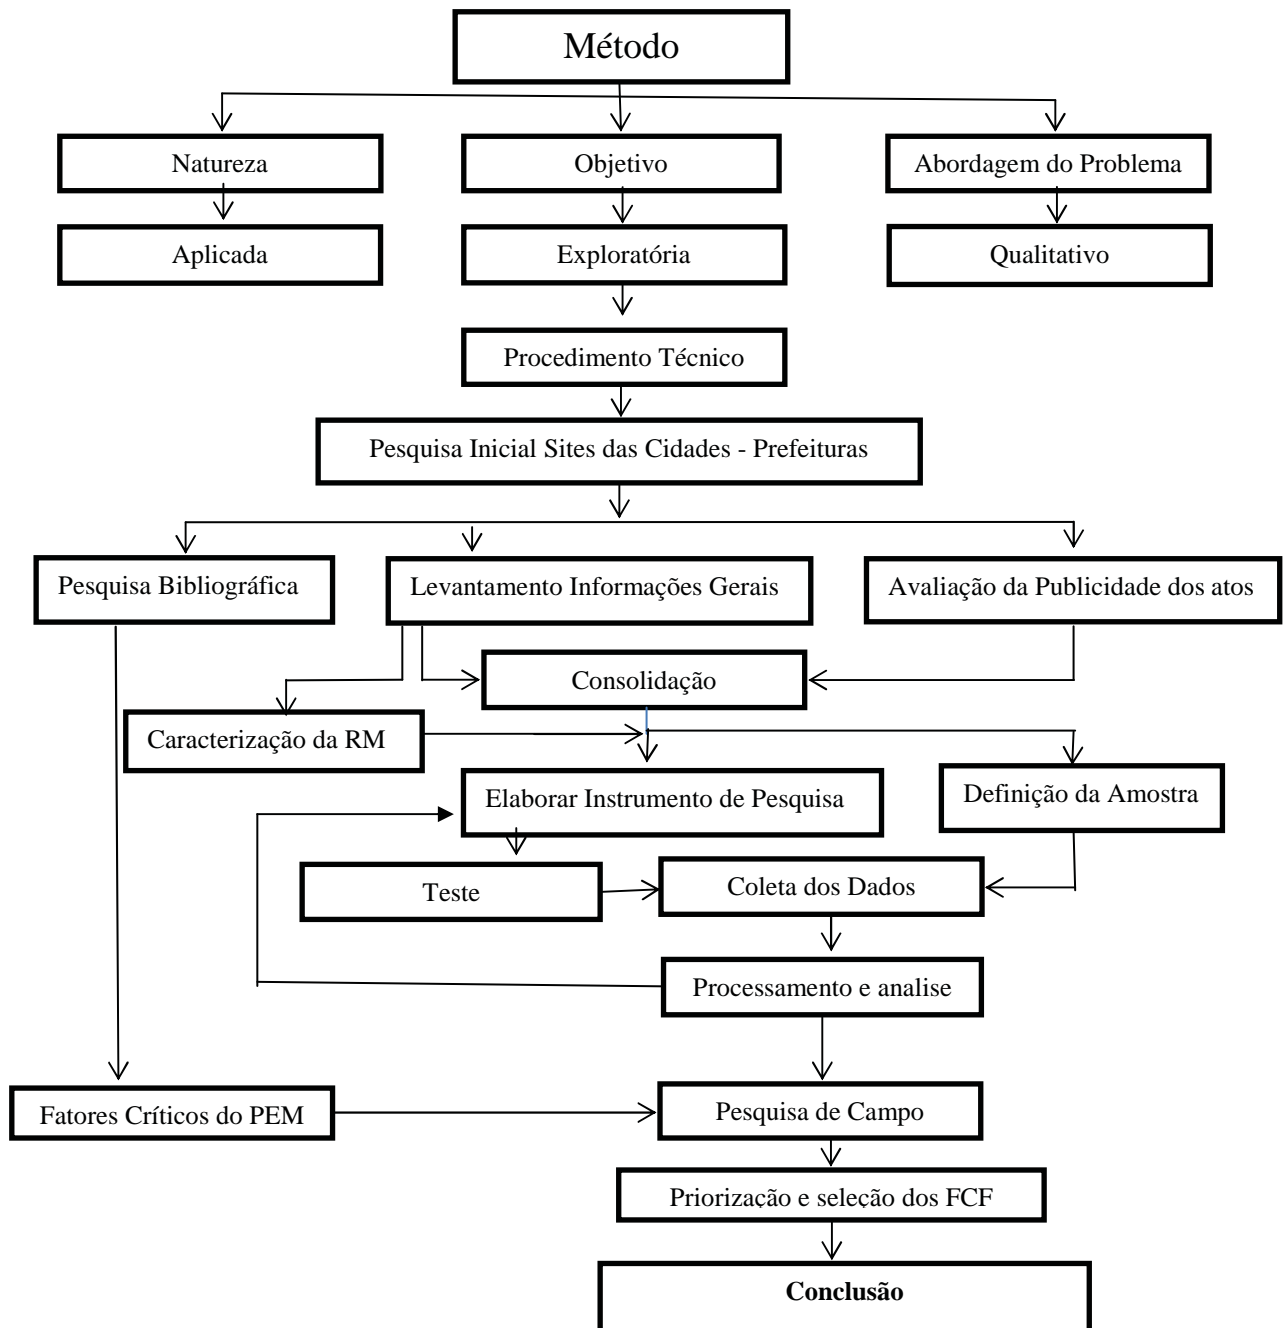 Método
Natureza
Objetivo
Abordagem do Problema
Aplicada
Exploratória
Qualitativo
Procedimento Técnico
Pesquisa Inicial Sites das Cidades - Prefeituras
Pesquisa Bibliográfica
Levantamento Informações Gerais
Avaliação da Publicidade dos atos
Consolidação
Caracterização da RM
Elaborar Instrumento de Pesquisa
Definição da Amostra
Teste
Coleta dos Dados
Processamento e analise
Fatores Críticos do PEM
Pesquisa de Campo
Priorização e seleção dos FCF
Conclusão